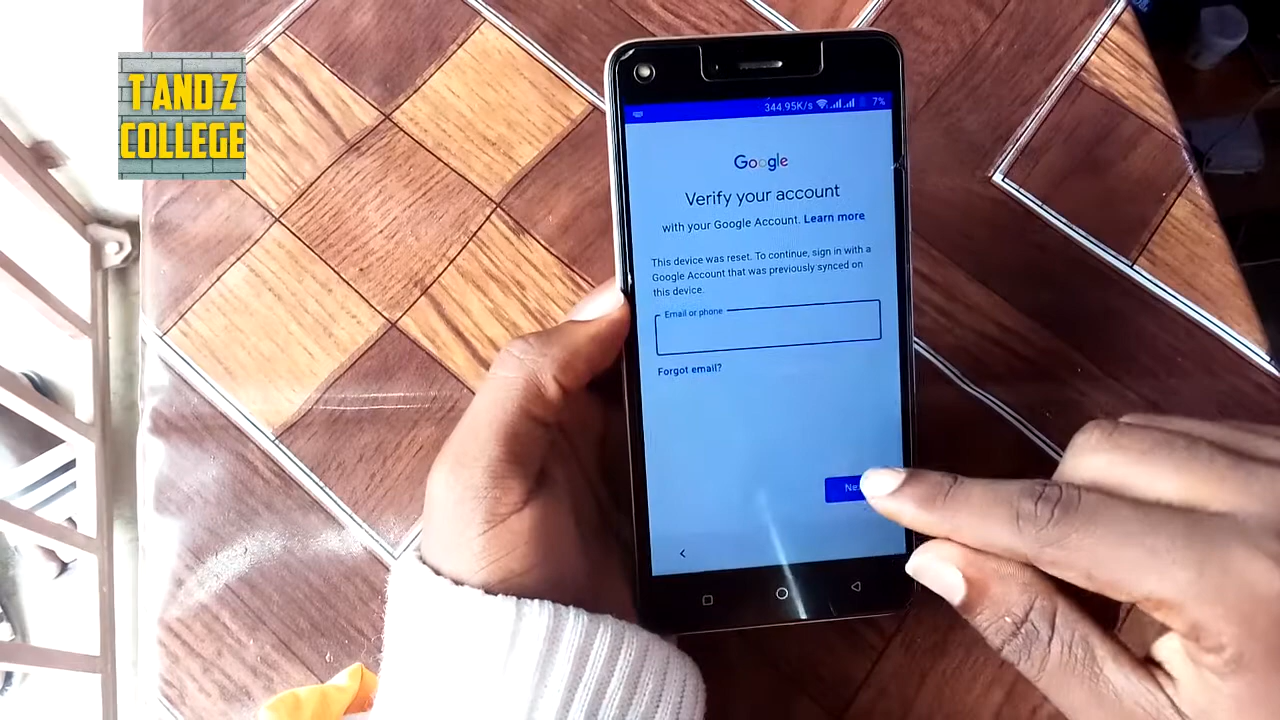 T AND Z
COLLEGE
344.95K/s 7%
Google
Verify your account
with your Google Account. Learn more
This device was reset. To continue, sign in with a
Google Account that was previously synced on
this device.
Email or phone
Forgot email?